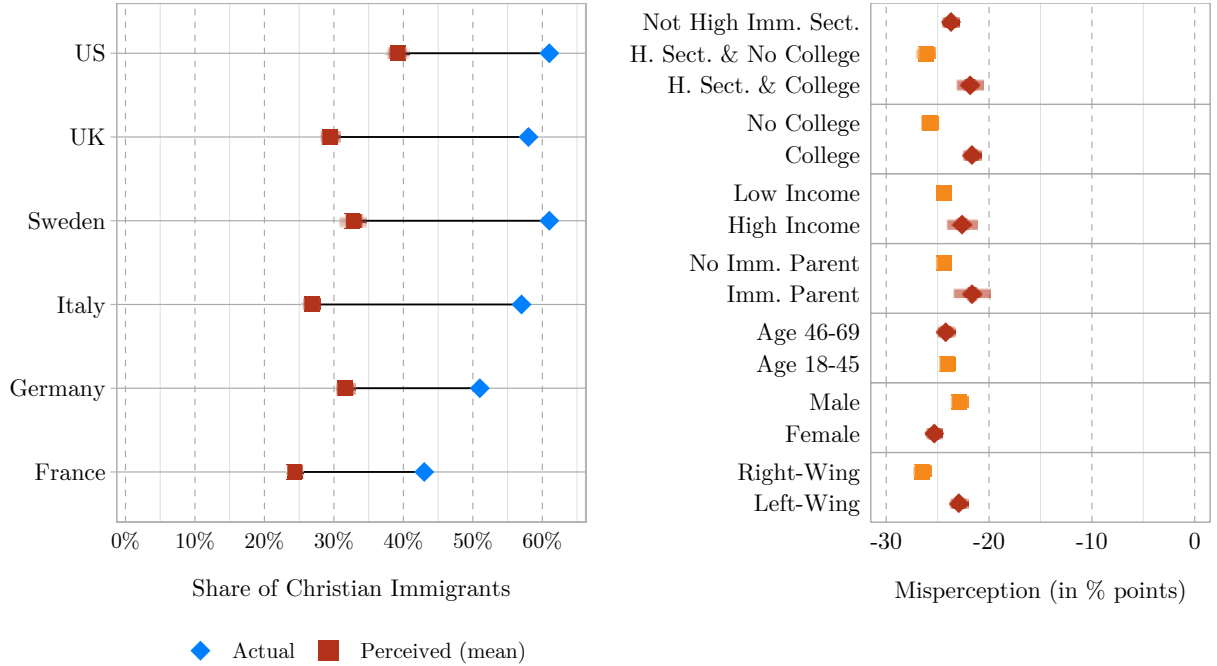 US
UK
Sweden
Italy
Germany
France
0% 10% 20% 30% 40% 50% 60%
Share of Christian Immigrants
Actual Perceived (mean)
Not High Imm. Sect.
H. Sect. & No College
H. Sect. & College
No College
College
Low Income
High Income
No Imm. Parent
Imm. Parent
Age 46-69
Age 18-45
Male
Female
Right-Wing
Left-Wing
-30 -20 -10 0
Misperception (in % points)